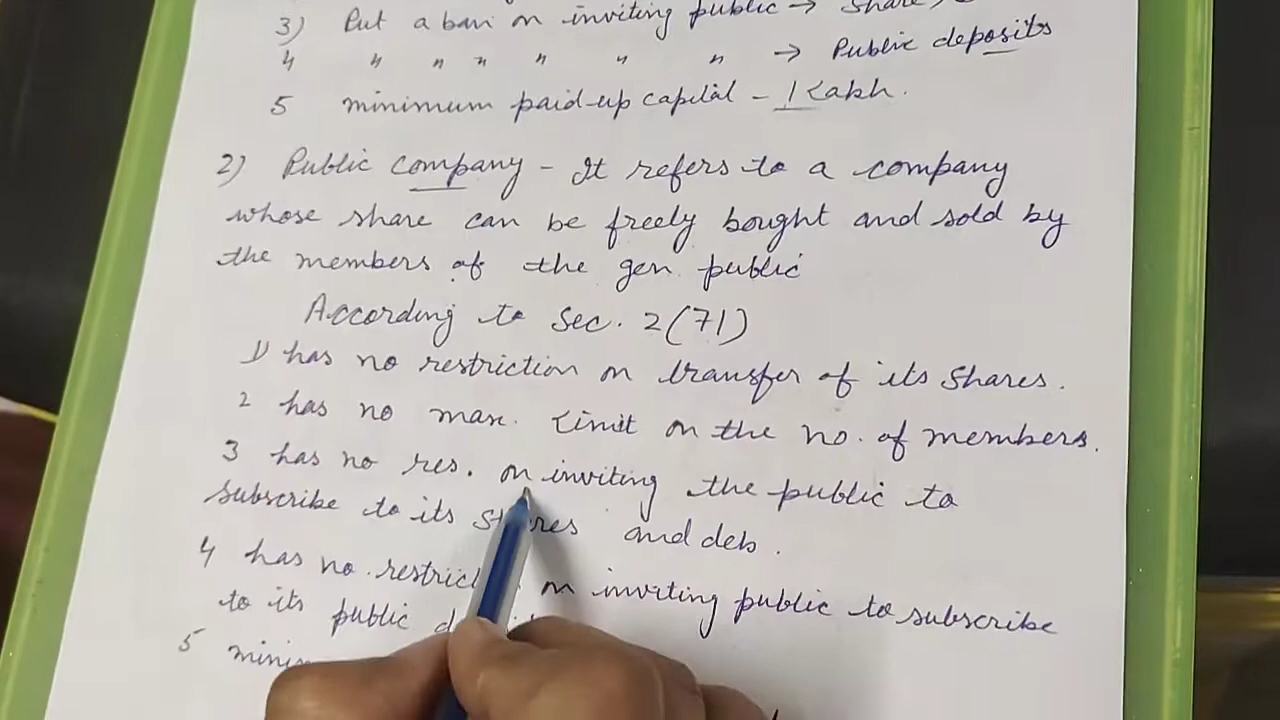 3) Put a ban on inviting public → Share,
4 " " " " " " → Public deposits
5 minimum paid-up capital - 1 Lakh.
2) Public company - It refers to a company
whose share can be freely bought and sold by
the members of the gen public
According to Sec. 2(71)
1) has no restriction on transfer of its Shares.
2 has no max. Limit on the no. of members.
3 has no res. on inviting the public to
subscribe to its and deb.
4 has no. on inviting public to subscribe
to its public
5